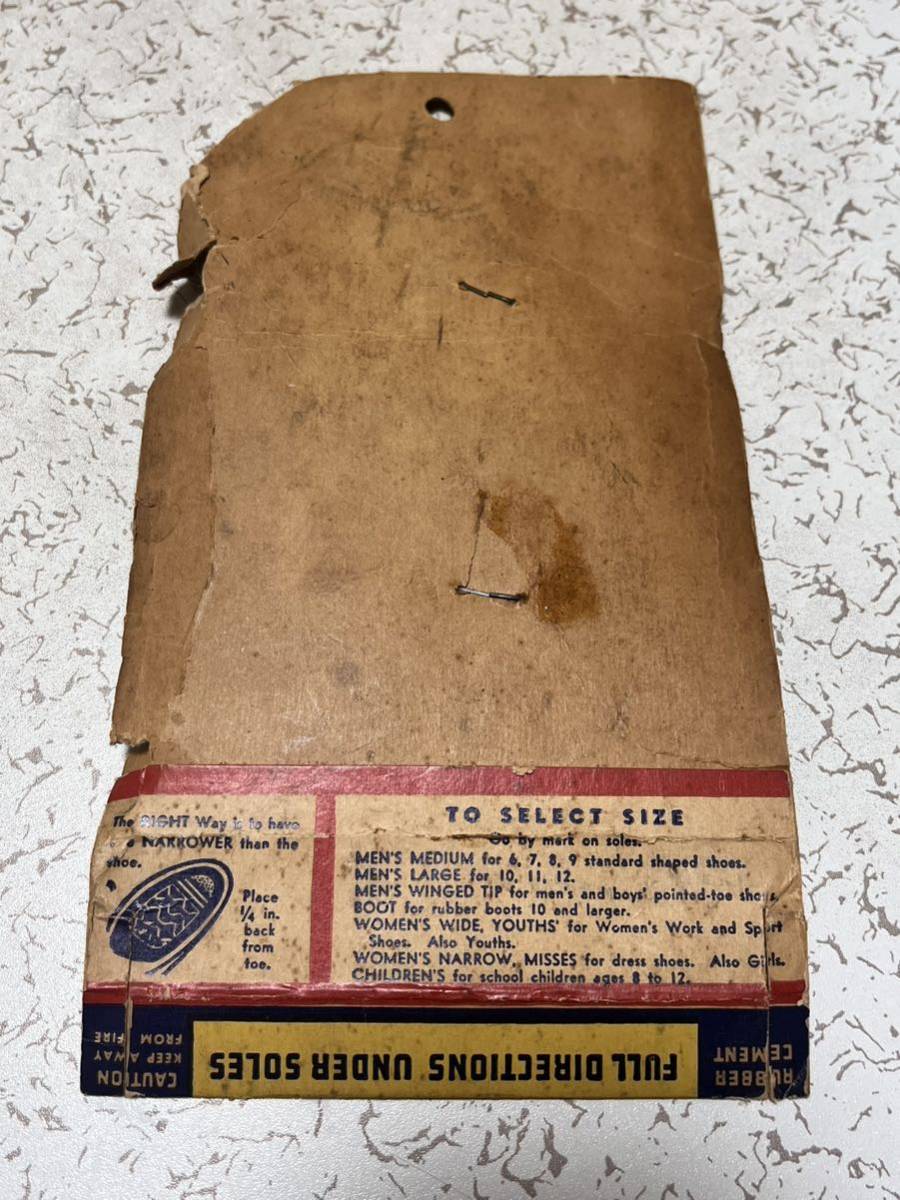 The RIGHT Way is to have
a NARROWER than the
shoe.
Place
1/4 in.
back
from
toe.
TO SELECT SIZE
Go by mark on soles.
MEN'S MEDIUM for 6, 7, 8, 9 standard shaped shoes.
MEN'S LARGE for 10, 11, 12.
MEN'S WINGED TIP for men's and boys' pointed-toe shoes.
BOOT for rubber boots 10 and larger.
WOMEN'S WIDE, YOUTHS' for Women's Work and Sport
Shoes. Also Youths.
WOMEN'S NARROW, MISSES for dress shoes. Also Girls.
CHILDREN'S for school children ages 8 to 12.
RUBBER
CEMENT
FULL DIRECTIONS UNDER SOLES
CAUTION
KEEP AWAY
FROM FIRE